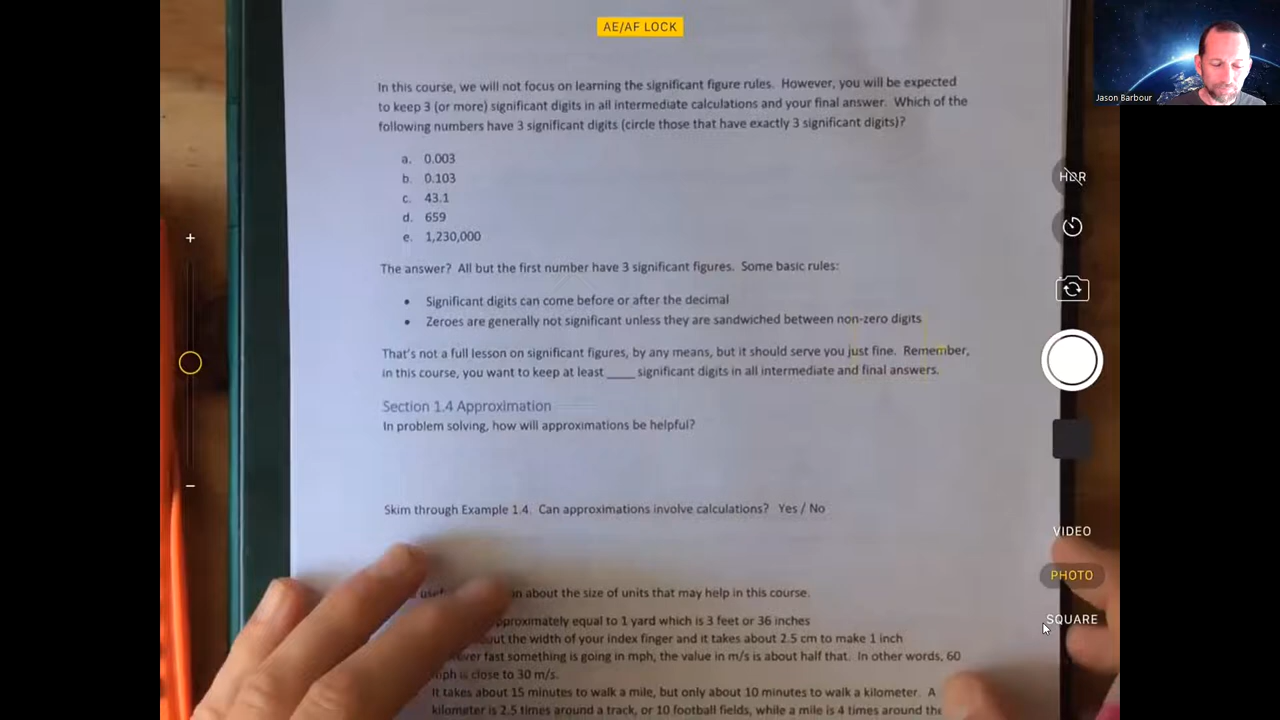 AE/AF LOCK
Jason Barbour
In this course, we will not focus on learning the significant figure rules. However, you will be expected
to keep 3 (or more) significant digits in all intermediate calculations and your final answer. Which of the
following numbers have 3 significant digits (circle those that have exactly 3 significant digits)?
a. 0.003
b. 0.103
c. 43.1
d. 659
e. 1,230,000
The answer? All but the first number have 3 significant figures. Some basic rules:
• Significant digits can come before or after the decimal
• Zeroes are generally not significant unless they are sandwiched between non-zero digits
That's not a full lesson on significant figures, by any means, but it should serve you just fine. Remember,
in this course, you want to keep at least ____ significant digits in all intermediate and final answers.
Section 1.4 Approximation
In problem solving, how will approximations be helpful?
Skim through Example 1.4. Can approximations involve calculations? Yes / No
about the size of units that may help in this course.
equal to 1 yard which is 3 feet or 36 inches
the width of your index finger and it takes about 2.5 cm to make 1 inch
fast something is going in mph, the value in m/s is about half that. In other words, 60
mph is close to 30 m/s.
It takes about 15 minutes to walk a mile, but only about 10 minutes to walk a kilometer. A
kilometer is 2.5 times around a track, or 10 football fields, while a mile is 4 times around the
HDR
VIDEO
PHOTO
SQUARE